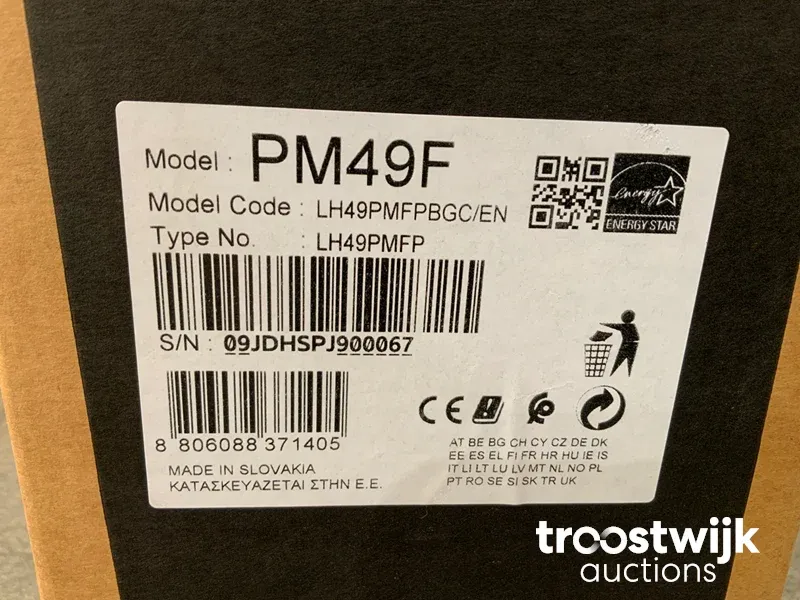 Model : PM49F
Model Code : LH49PMFPBGC/EN
Type No. : LH49PMFP
energy
ENERGY STAR
S/N : 09JDHSPJ900067
8 806088 371405
MADE IN SLOVAKIA
ΚΑΤΑΣΚΕΥΑΖΕΤΑΙ ΣΤΗΝ Ε.Ε.
CE
AT BE BG CH CY CZ DE DK
EE ES EL FI FR HR HU IE IS
IT LI LT LU LV MT NL NO PL
PT RO SE SI SK TR UK
troostwijk
auctions